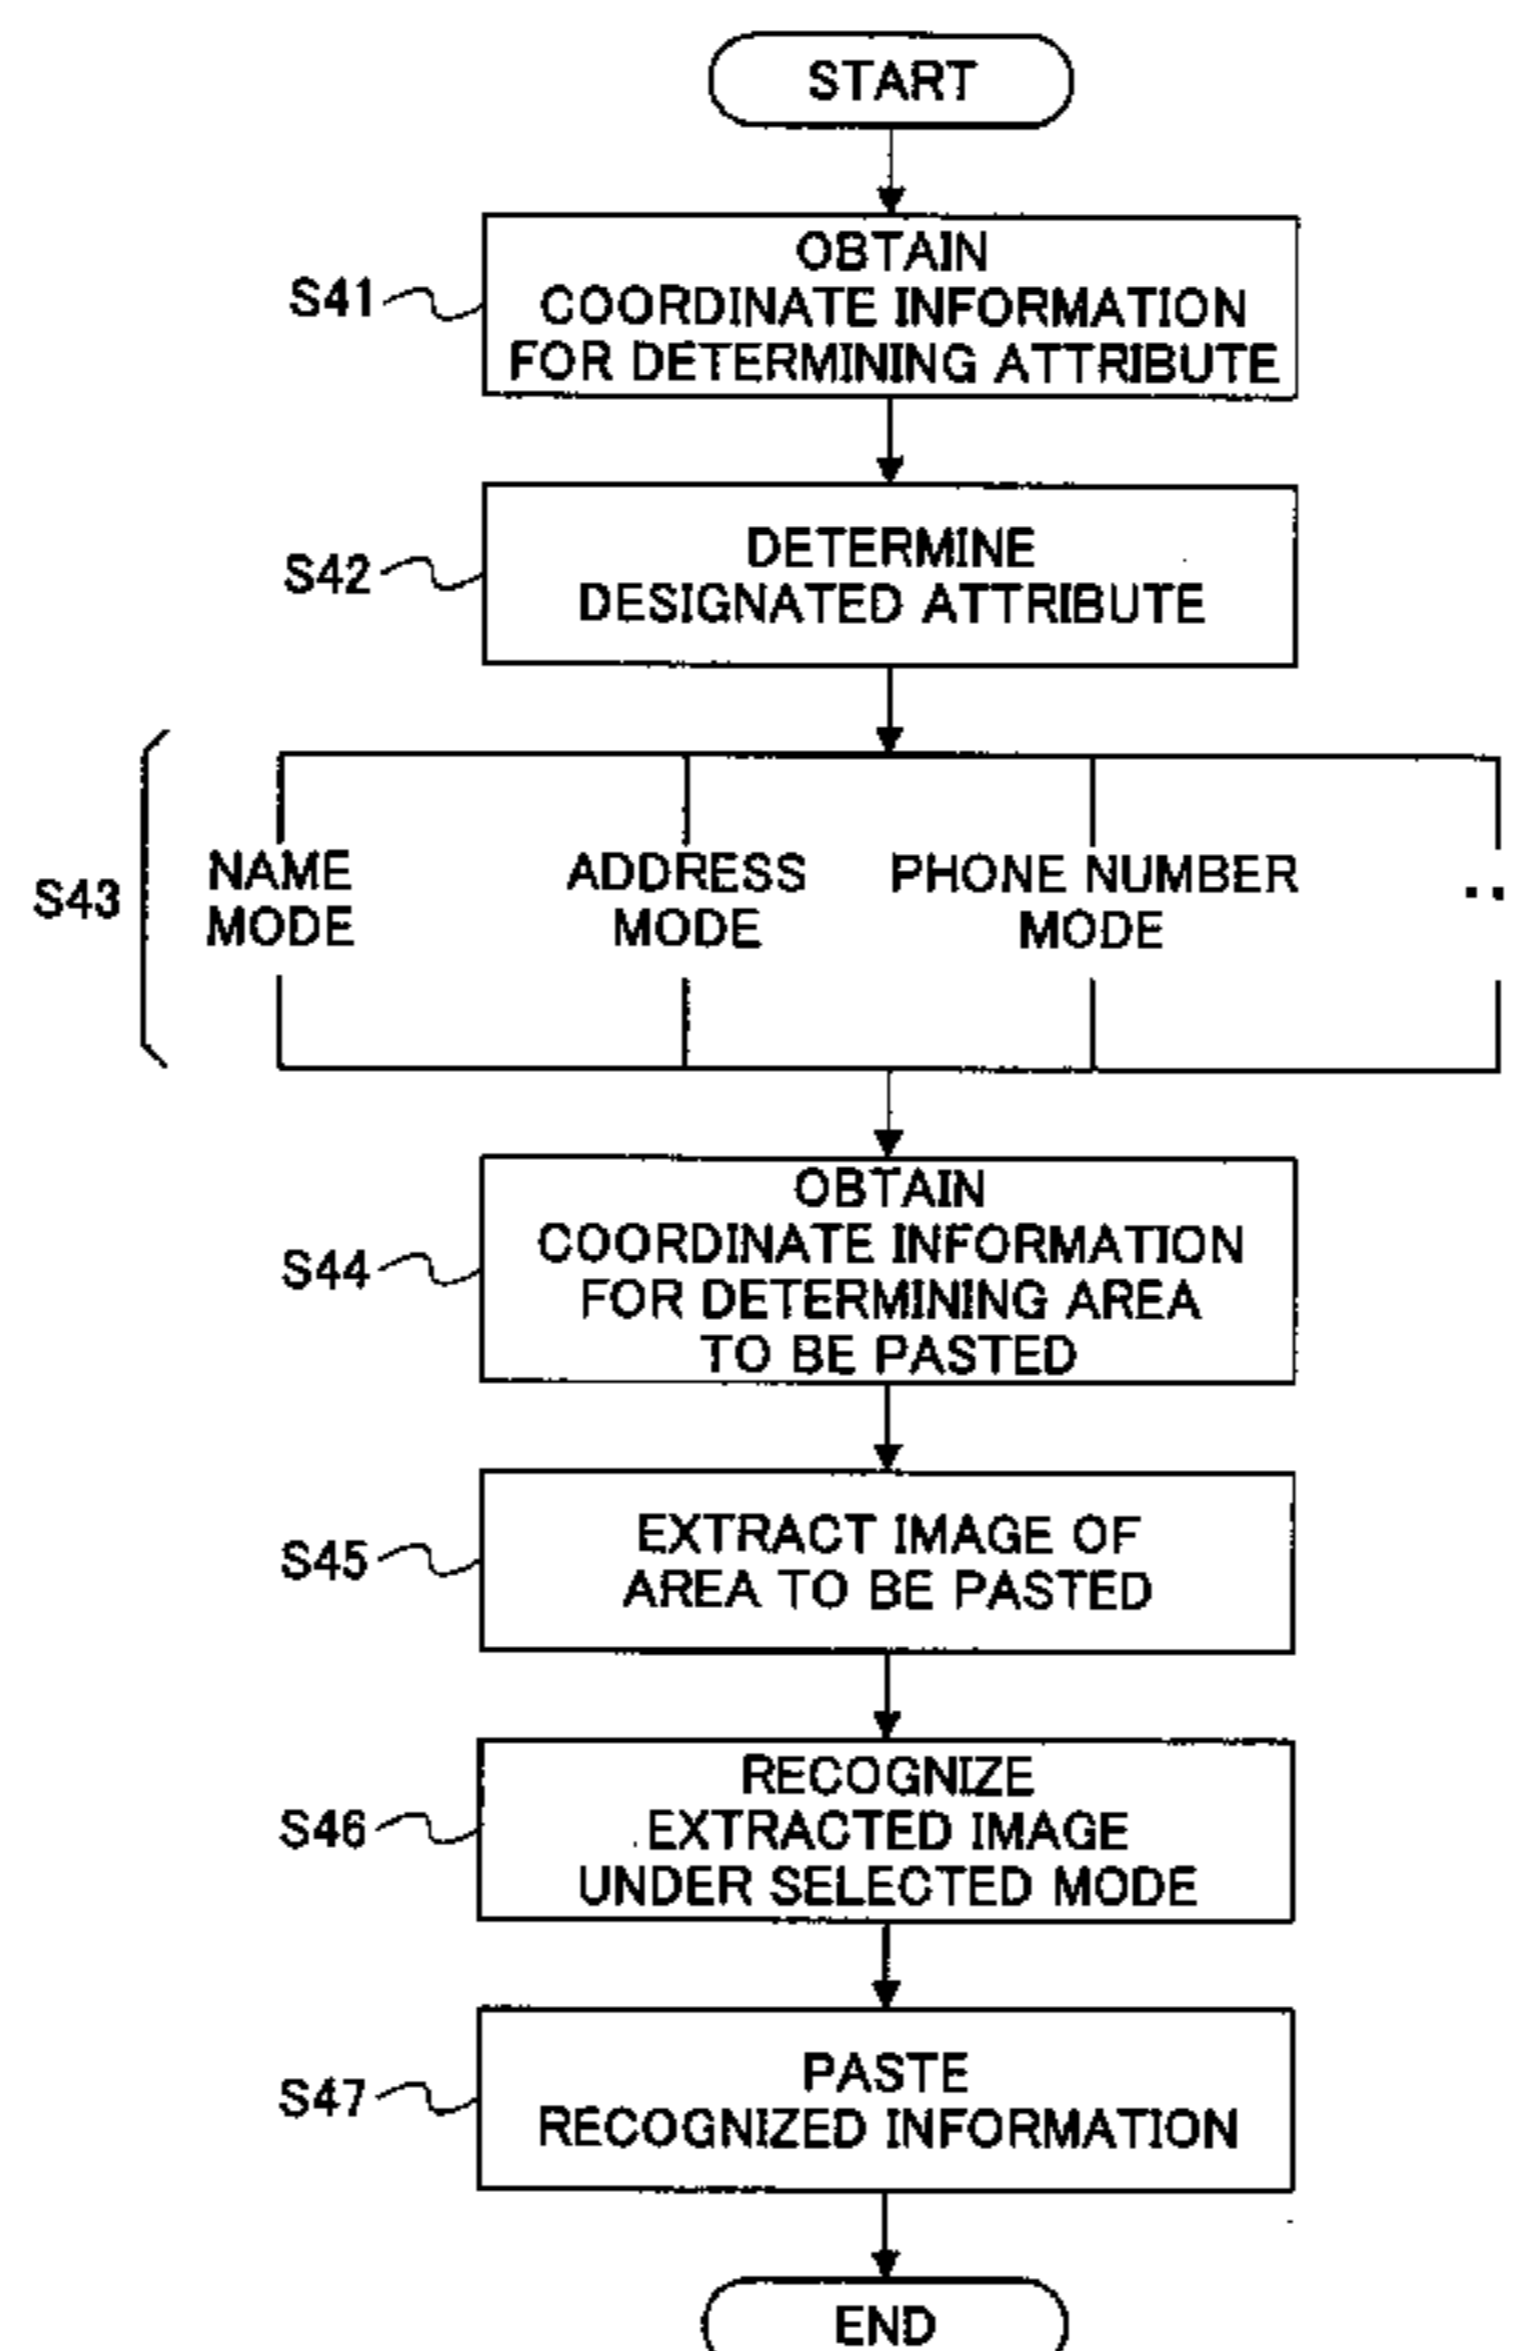 START
S41
OBTAIN
COORDINATE INFORMATION
FOR DETERMINING ATTRIBUTE
S42
DETERMINE
DESIGNATED ATTRIBUTE
S43
NAME
MODE
ADDRESS
MODE
PHONE NUMBER
MODE
..
S44
OBTAIN
COORDINATE INFORMATION
FOR DETERMINING AREA
TO BE PASTED
S45
EXTRACT IMAGE OF
AREA TO BE PASTED
S46
RECOGNIZE
EXTRACTED IMAGE
UNDER SELECTED MODE
S47
PASTE
RECOGNIZED INFORMATION
END